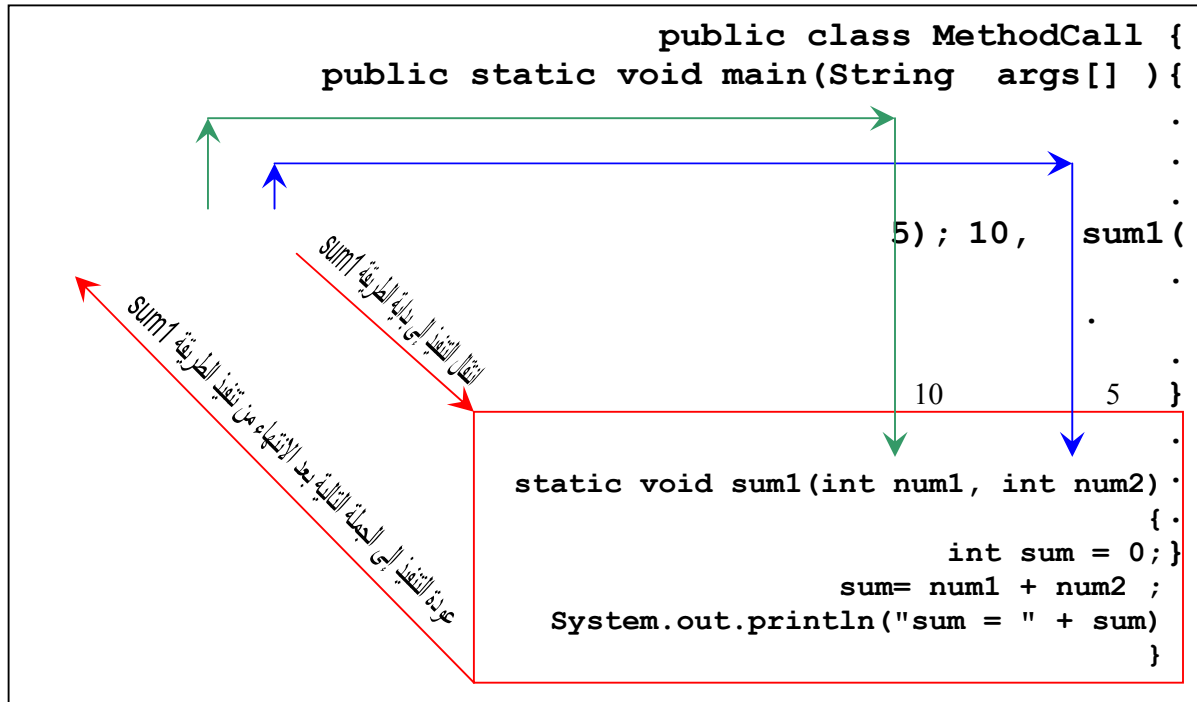 public class MethodCall {
public static void main(String args[] ){
.
.
.
5); 10, sum1(
.
.
.
}
انتقال التنفيذ إلى بداية الطريقة sum1
عودة التنفيذ إلى الجملة التالية بعد الانتهاء من تنفيذ الطريقة sum1
10 5
.
static void sum1(int num1, int num2)
.
{
.
int sum = 0;
}
sum= num1 + num2 ;
System.out.println("sum = " + sum)
}